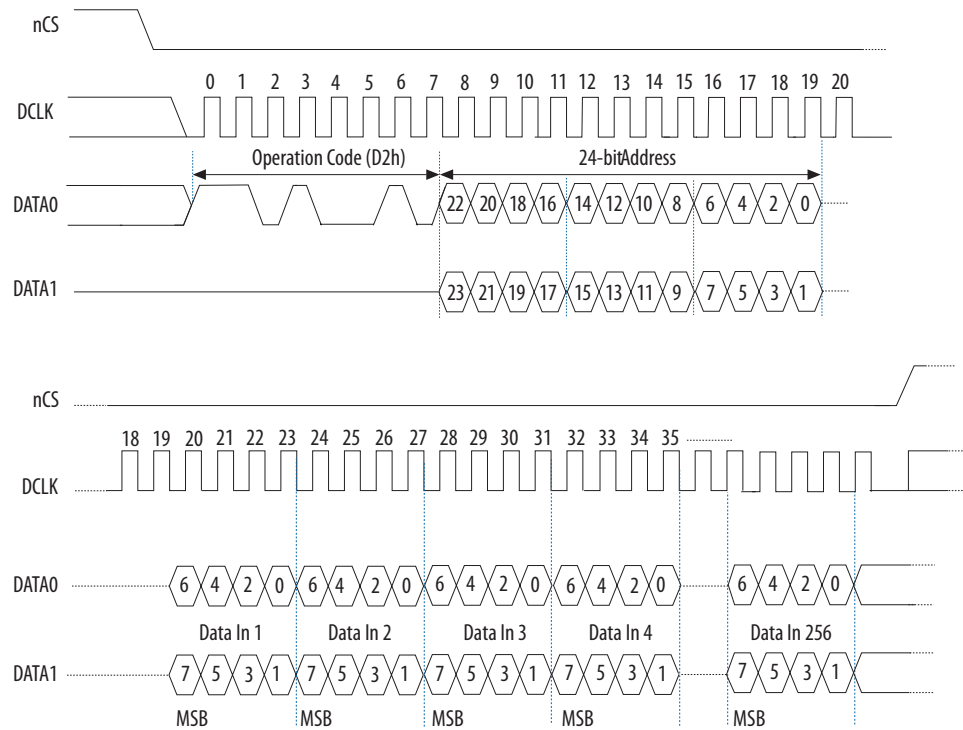 nCS
0 1 2 3 4 5 6 7 8 9 10 11 12 13 14 15 16 17 18 19 20
DCLK
Operation Code (D2h) 24-bitAddress
DATA0 22 20 18 16 14 12 10 8 6 4 2 0
DATA1 23 21 19 17 15 13 11 9 7 5 3 1
nCS
18 19 20 21 22 23 24 25 26 27 28 29 30 31 32 33 34 35
DCLK
DATA0 6 4 2 0 6 4 2 0 6 4 2 0 6 4 2 0 6 4 2 0
Data In 1 Data In 2 Data In 3 Data In 4 Data In 256
DATA1 7 5 3 1 7 5 3 1 7 5 3 1 7 5 3 1 7 5 3 1
MSB MSB MSB MSB MSB